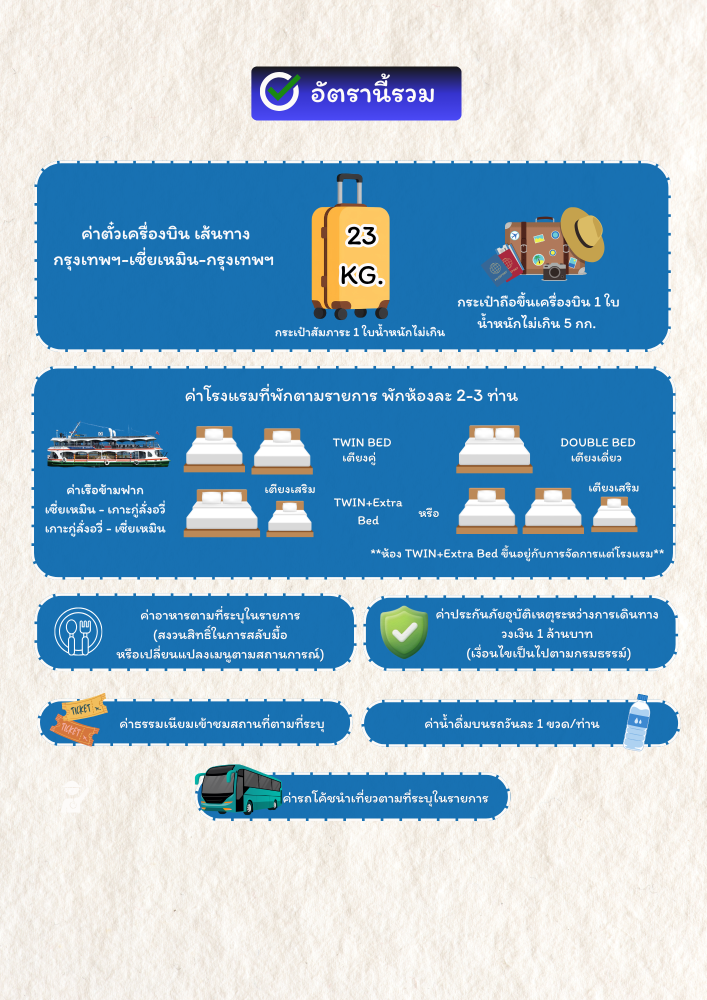 อัตรานี้รวม
ค่าตั๋วเครื่องบิน เส้นทาง
กรุงเทพฯ-เซี่ยเหมิน-กรุงเทพฯ
23
KG.
กระเป๋าสัมภาระ 1 ใบน้ำหนักไม่เกิน
PASSPORT
SPORT
กระเป๋าถือขึ้นเครื่องบิน 1 ใบ
น้ำหนักไม่เกิน 5 กก.
ค่าโรงแรมที่พักตามรายการ พักห้องละ 2-3 ท่าน
ค่าเรือข้ามฟาก
เซี่ยเหมิน - เกาะกู่ลั่งอวี่
เกาะกู่ลั่งอวี่ - เซี่ยเหมิน
TWIN BED
เตียงคู่
DOUBLE BED
เตียงเดี่ยว
เตียงเสริม
TWIN+Extra
Bed
หรือ
เตียงเสริม
**ห้อง TWIN+Extra Bed ขึ้นอยู่กับการจัดการแต่โรงแรม**
ค่าอาหารตามที่ระบุในรายการ
(สงวนสิทธิ์ในการสลับมื้อ
หรือเปลี่ยนแปลงเมนูตามสถานการณ์)
ค่าประกันภัยอุบัติเหตุระหว่างการเดินทาง
วงเงิน 1 ล้านบาท
(เงื่อนไขเป็นไปตามกรมธรรม์)
TICKET
TICKET
ค่าธรรมเนียมเข้าชมสถานที่ตามที่ระบุ
ค่าน้ำดื่มบนรถวันละ 1 ขวด/ท่าน
ค่ารถโค้ชนำเที่ยวตามที่ระบุในรายการ